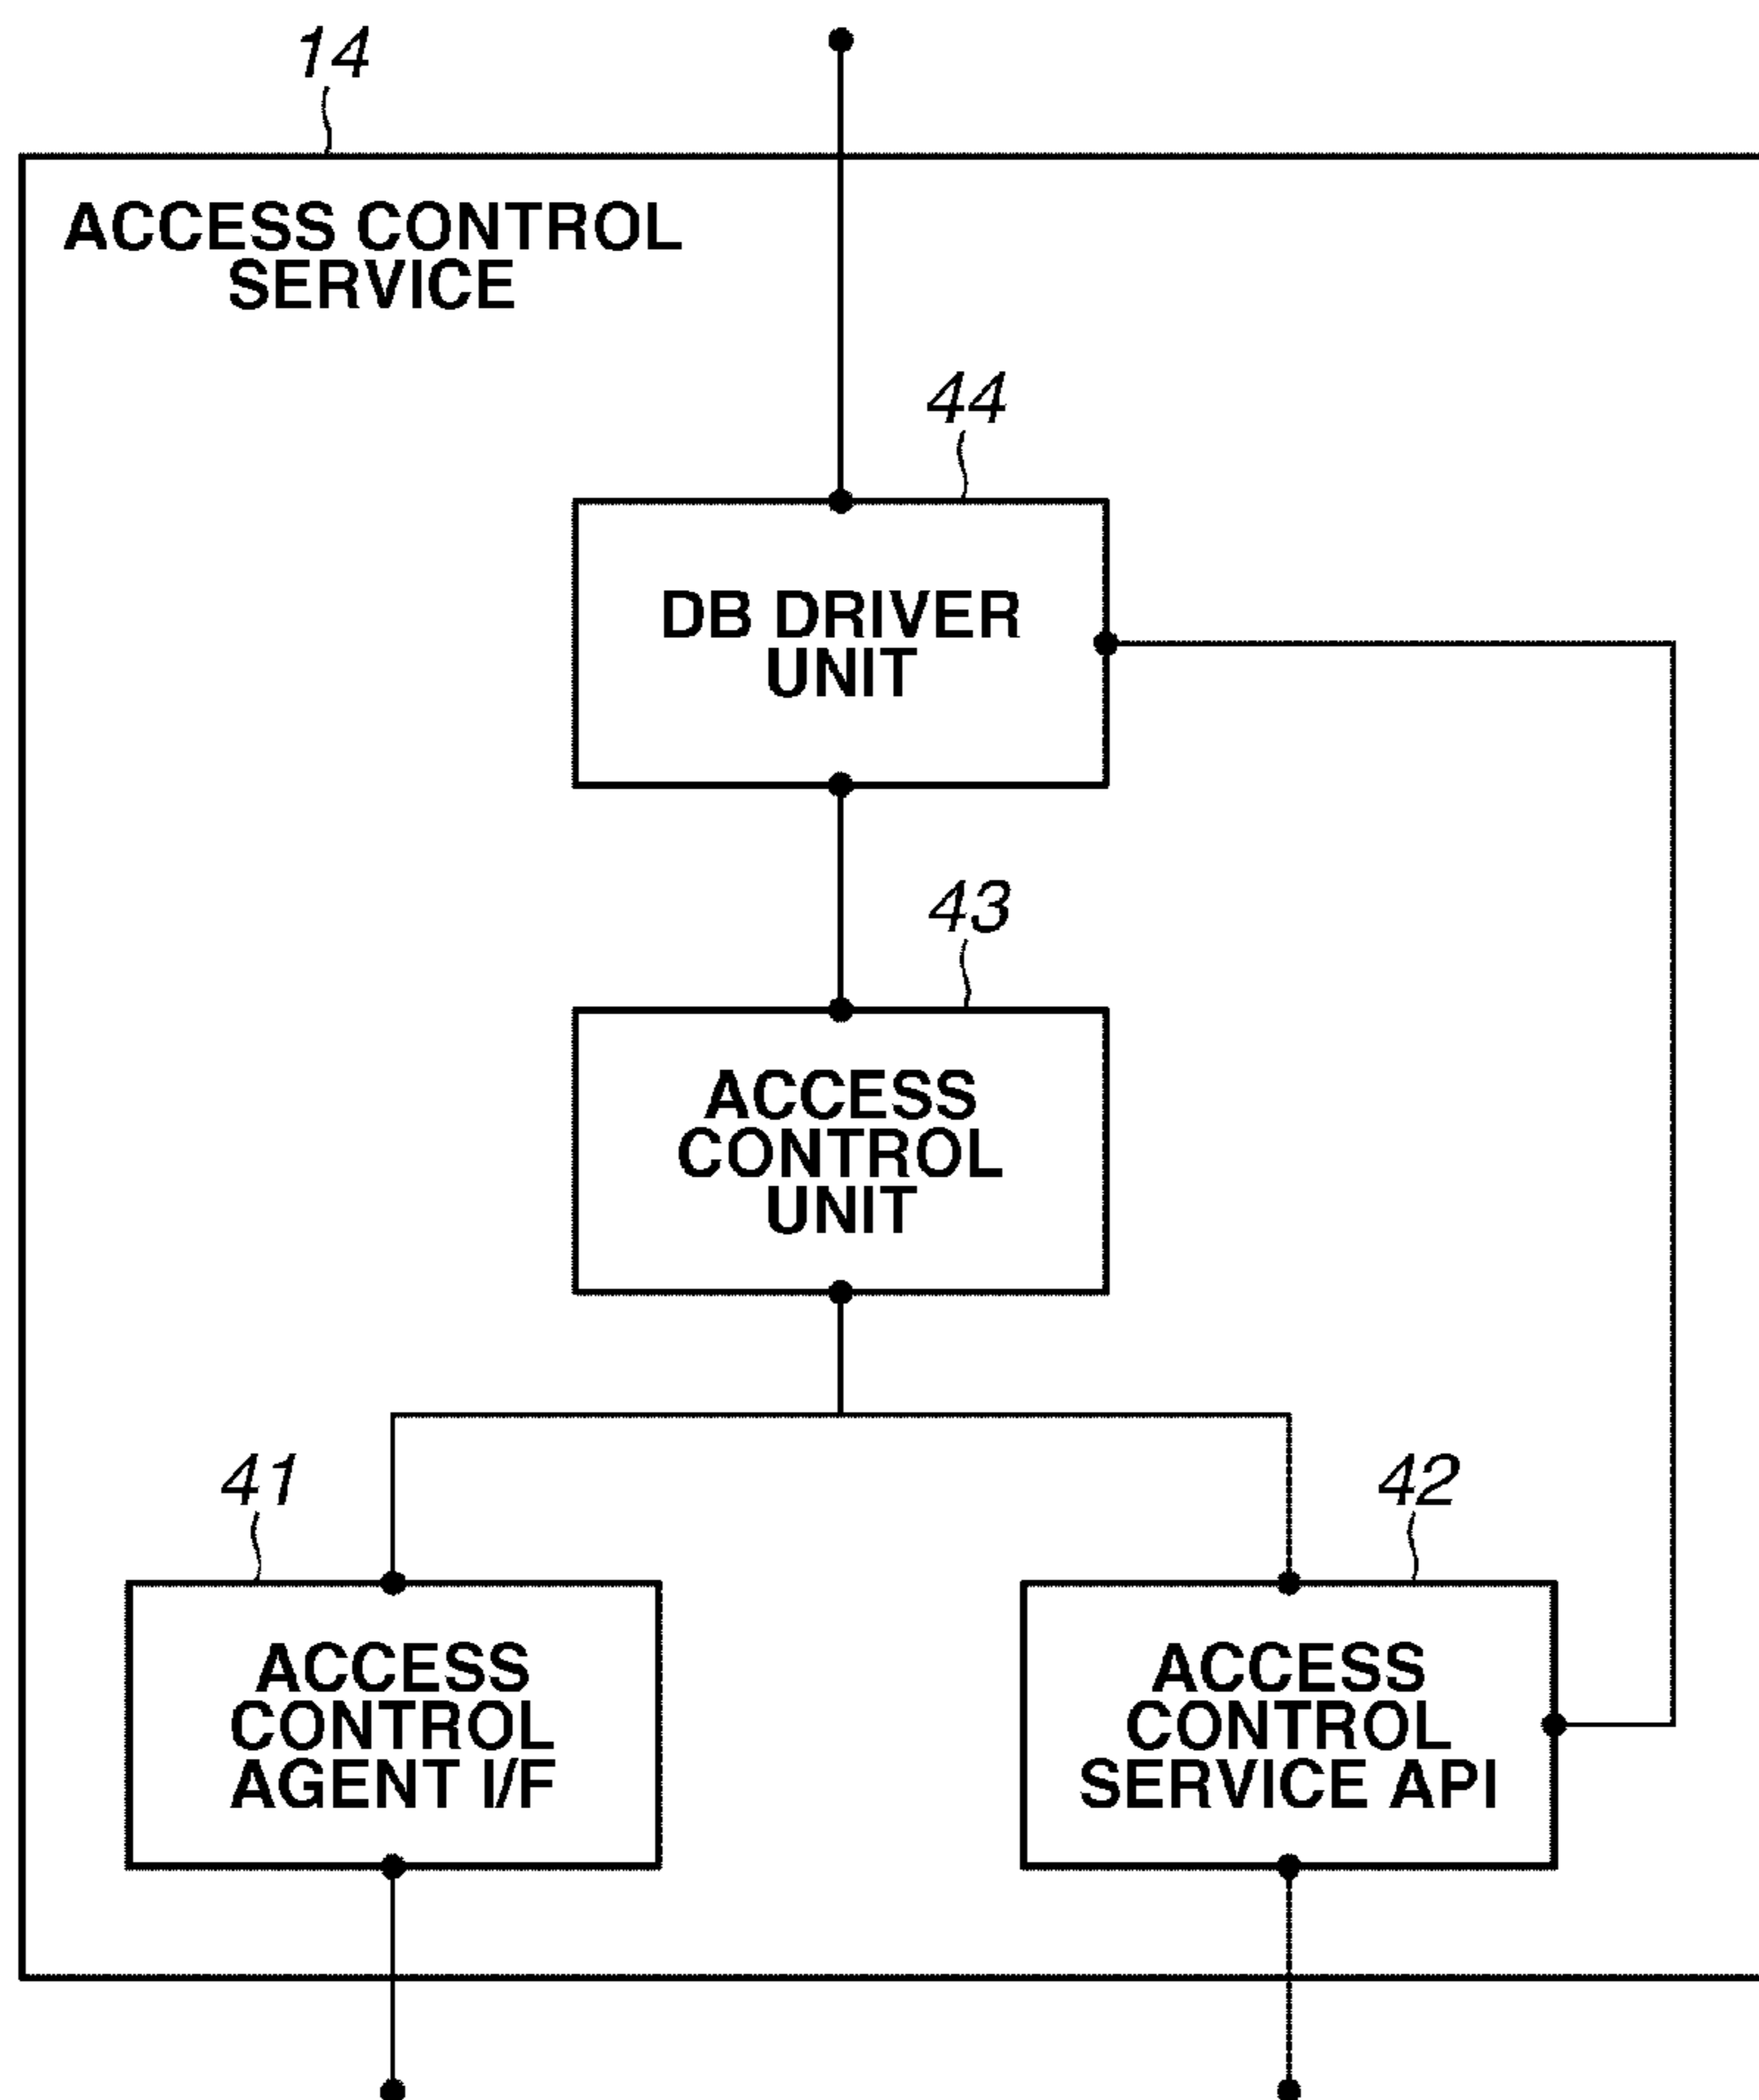 14
ACCESS CONTROL
SERVICE
44
DB DRIVER
UNIT
43
ACCESS
CONTROL
UNIT
41
ACCESS
CONTROL
AGENT I/F
42
ACCESS
CONTROL
SERVICE API